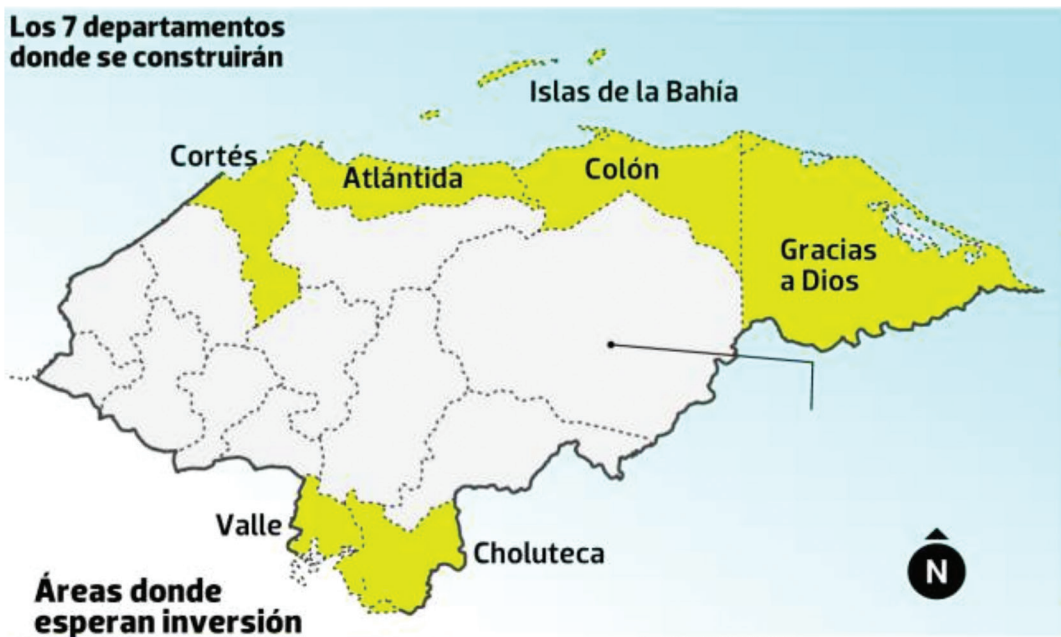 Los 7 departamentos
donde se construirán
Islas de la Bahía
Cortés
Atlántida
Colón
Gracias
a Dios
Valle
Choluteca
Áreas donde
esperan inversión
N